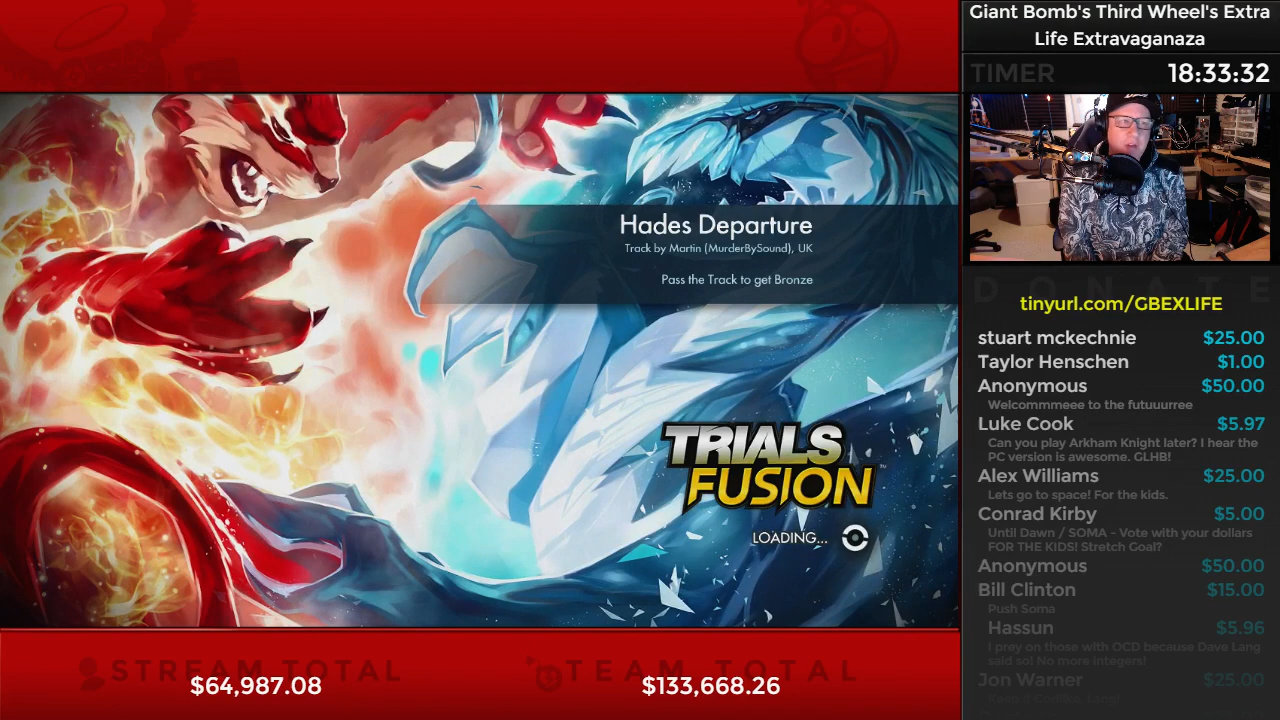 Giant Bomb's Third Wheel's Extra
Life Extravaganaza
TIMER
18:33:32
Hades Departure
Track by Martin (MurderBySound), UK
Pass the Track to get Bronze
TRIALS
FUSION
LOADING...
DONATE
tinyurl.com/GBEXLIFE
stuart mckechnie $25.00
Taylor Henschen $1.00
Anonymous $50.00
Welcommmeee to the futuuurree
Luke Cook $5.97
Can you play Arkham Knight later? I hear the
PC version is awesome. GLHB!
Alex Williams $25.00
Lets go to space! For the kids.
Conrad Kirby $5.00
Until Dawn / SOMA - Vote with your dollars
FOR THE KIDS! Stretch Goal?
Anonymous $50.00
Bill Clinton $15.00
Push Soma
Hassun $5.96
I prey on those with OCD because Dave Lang
said so! No more integers!
Jon Warner $25.00
STREAM TOTAL
$64,987.08
TEAM TOTAL
$133,668.26